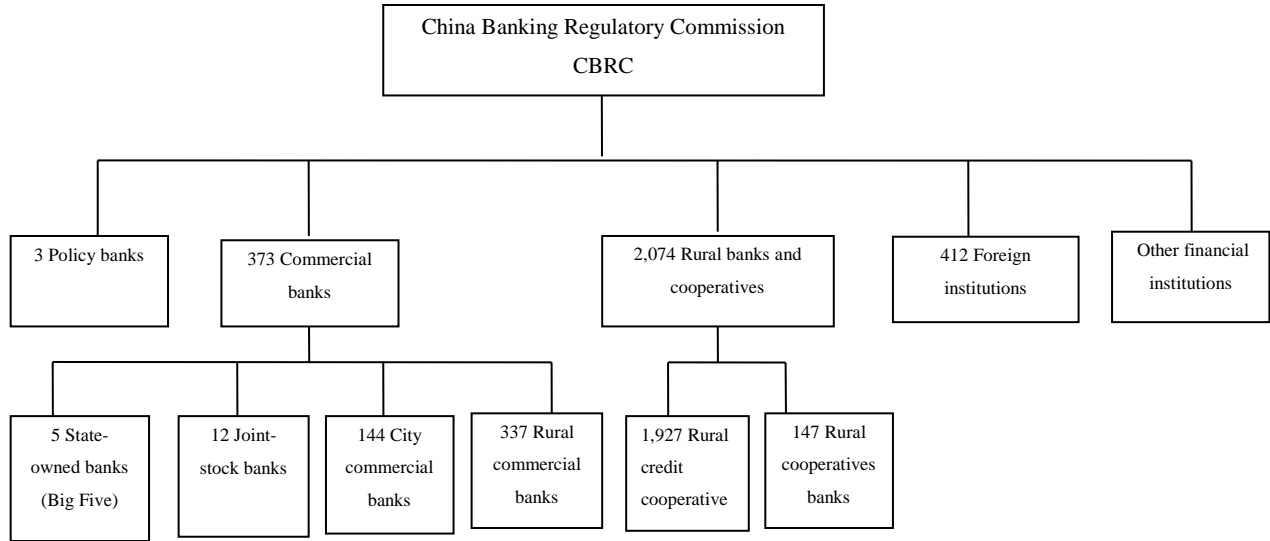 China Banking Regulatory Commission
CBRC
3 Policy banks
373 Commercial
banks
2,074 Rural banks and
cooperatives
412 Foreign
institutions
Other financial
institutions
5 State-
owned banks
(Big Five)
12 Joint-
stock banks
144 City
commercial
banks
337 Rural
commercial
banks
1,927 Rural
credit
cooperative
147 Rural
cooperatives
banks